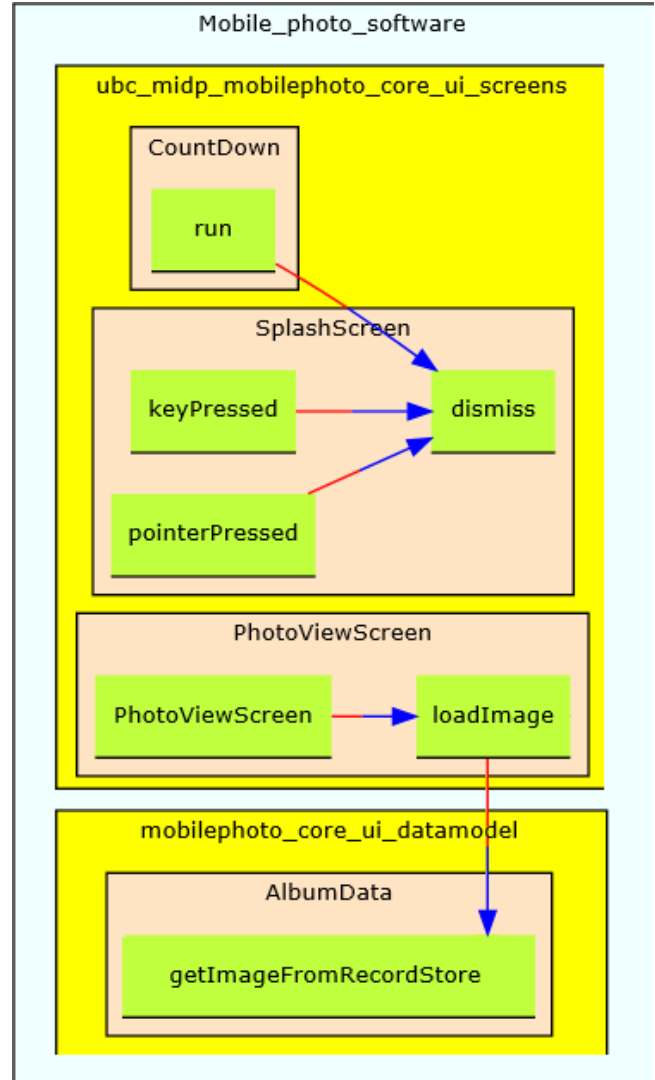 Mobile_photo_software
ubc_midp_mobilephoto_core_ui_screens
CountDown
run
SplashScreen
keyPressed
dismiss
pointerPressed
PhotoViewScreen
PhotoViewScreen
loadImage
mobilephoto_core_ui_datamodel
AlbumData
getImageFromRecordStore